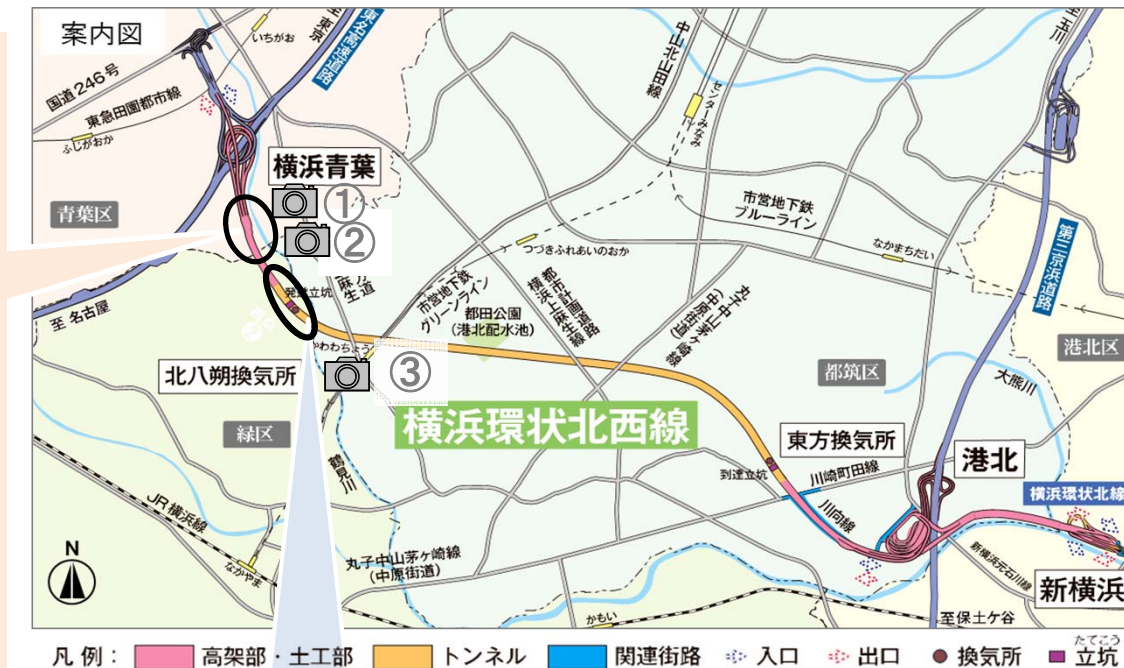 案内図
至 東京
東名高速道路
いちがお
国道246号
東急田園都市線
ふじがおか
中山北山田線
センターみなみ
至 玉川
横浜青葉
①
②
青葉区
市営地下鉄
ブルーライン
つづきふれあいのおか
なかまちだい
第三京浜道路
発進立坑
至 名古屋
市営地下鉄
グリーンライン
都田公園
(港北配水池)
都市計画道路
横浜上麻生線
丸子中山茅ヶ崎線
(中原街道)
港北区
かわわちょう
③
北八朔換気所
都筑区
大熊川
緑区
横浜環状北西線
東方換気所
港北
鶴見川
到達立坑
川崎町田線
横浜環状北線
JR横浜線
川向線
N
なかやま
丸子中山茅ヶ崎線
(中原街道)
新横浜元石川線
新横浜
かもい
至保土ケ谷
凡例:
高架部・土工部
トンネル
関連街路
入口
出口
換気所
たてこう
立坑